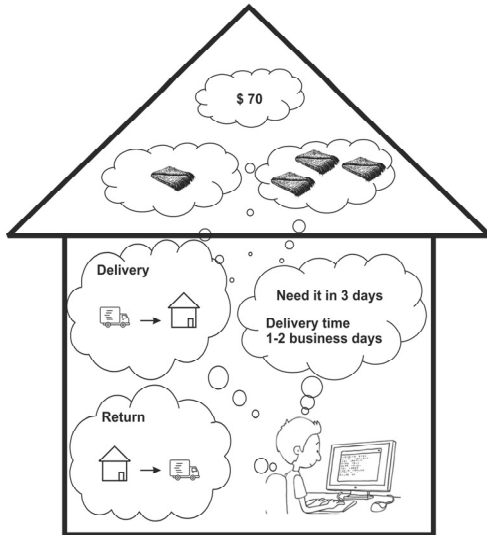 $ 70
Delivery
Need it in 3 days
Delivery time
1-2 business days
Return